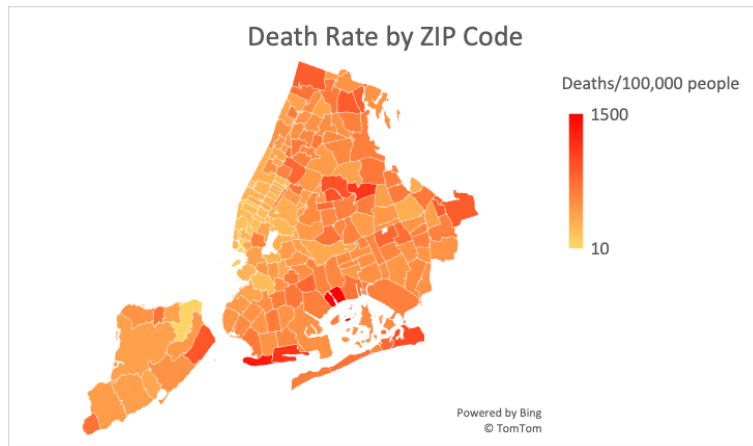 Death Rate by ZIP Code
Deaths/100,000 people
1500
10
Powered by Bing
© TomTom